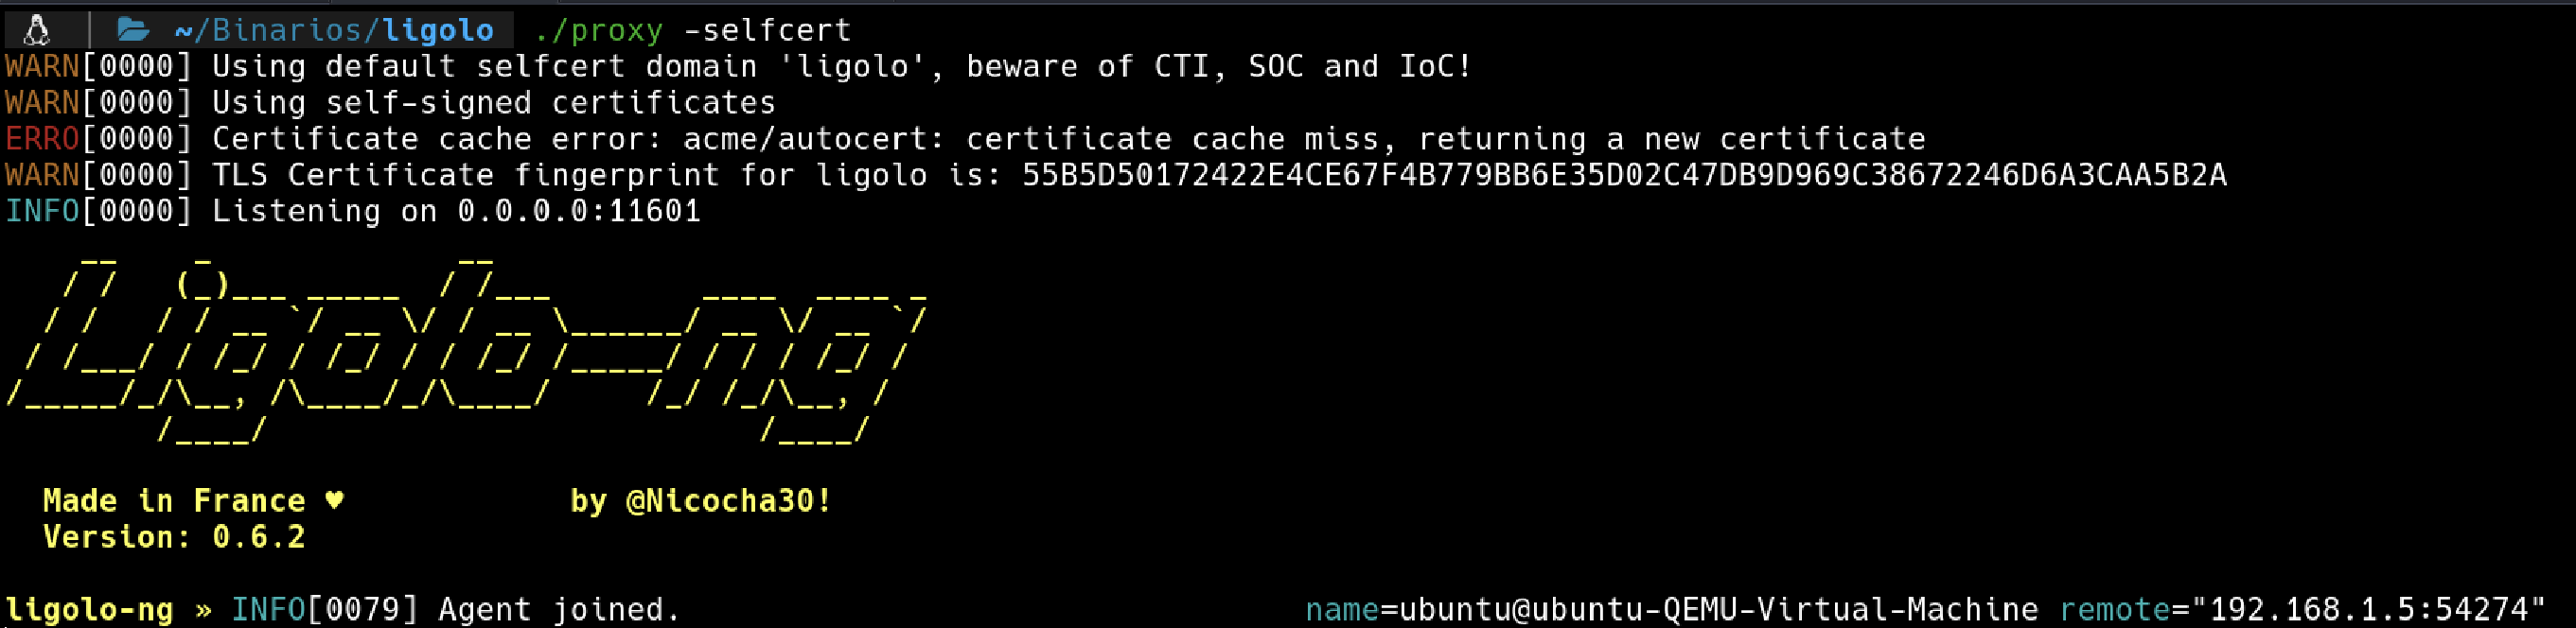 ~/Binarios/ligolo ./proxy -selfcert
WARN[0000] Using default selfcert domain 'ligolo', beware of CTI, SOC and IoC!
WARN[0000] Using self-signed certificates
ERRO[0000] Certificate cache error: acme/autocert: certificate cache miss, returning a new certificate
WARN[0000] TLS Certificate fingerprint for ligolo is: 55B5D50172422E4CE67F4B779BB6E35D02C47DB9D969C38672246D6A3CAA5B2A
INFO[0000] Listening on 0.0.0.0:11601
Ligolo-ng
Made in France ♥ by @Nicocha30!
Version: 0.6.2
ligolo-ng » INFO[0079] Agent joined. name=ubuntu@ubuntu-QEMU-Virtual-Machine remote="192.168.1.5:54274"